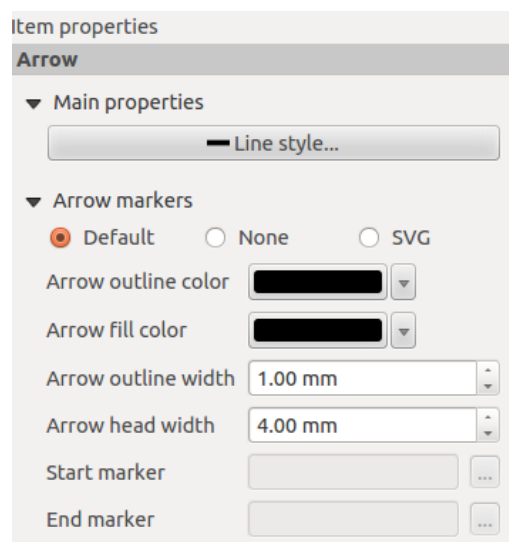 Item properties
Arrow
Main properties
Line style...
Arrow markers
Default None SVG
Arrow outline color
Arrow fill color
Arrow outline width 1.00 mm
Arrow head width 4.00 mm
Start marker ...
End marker ...